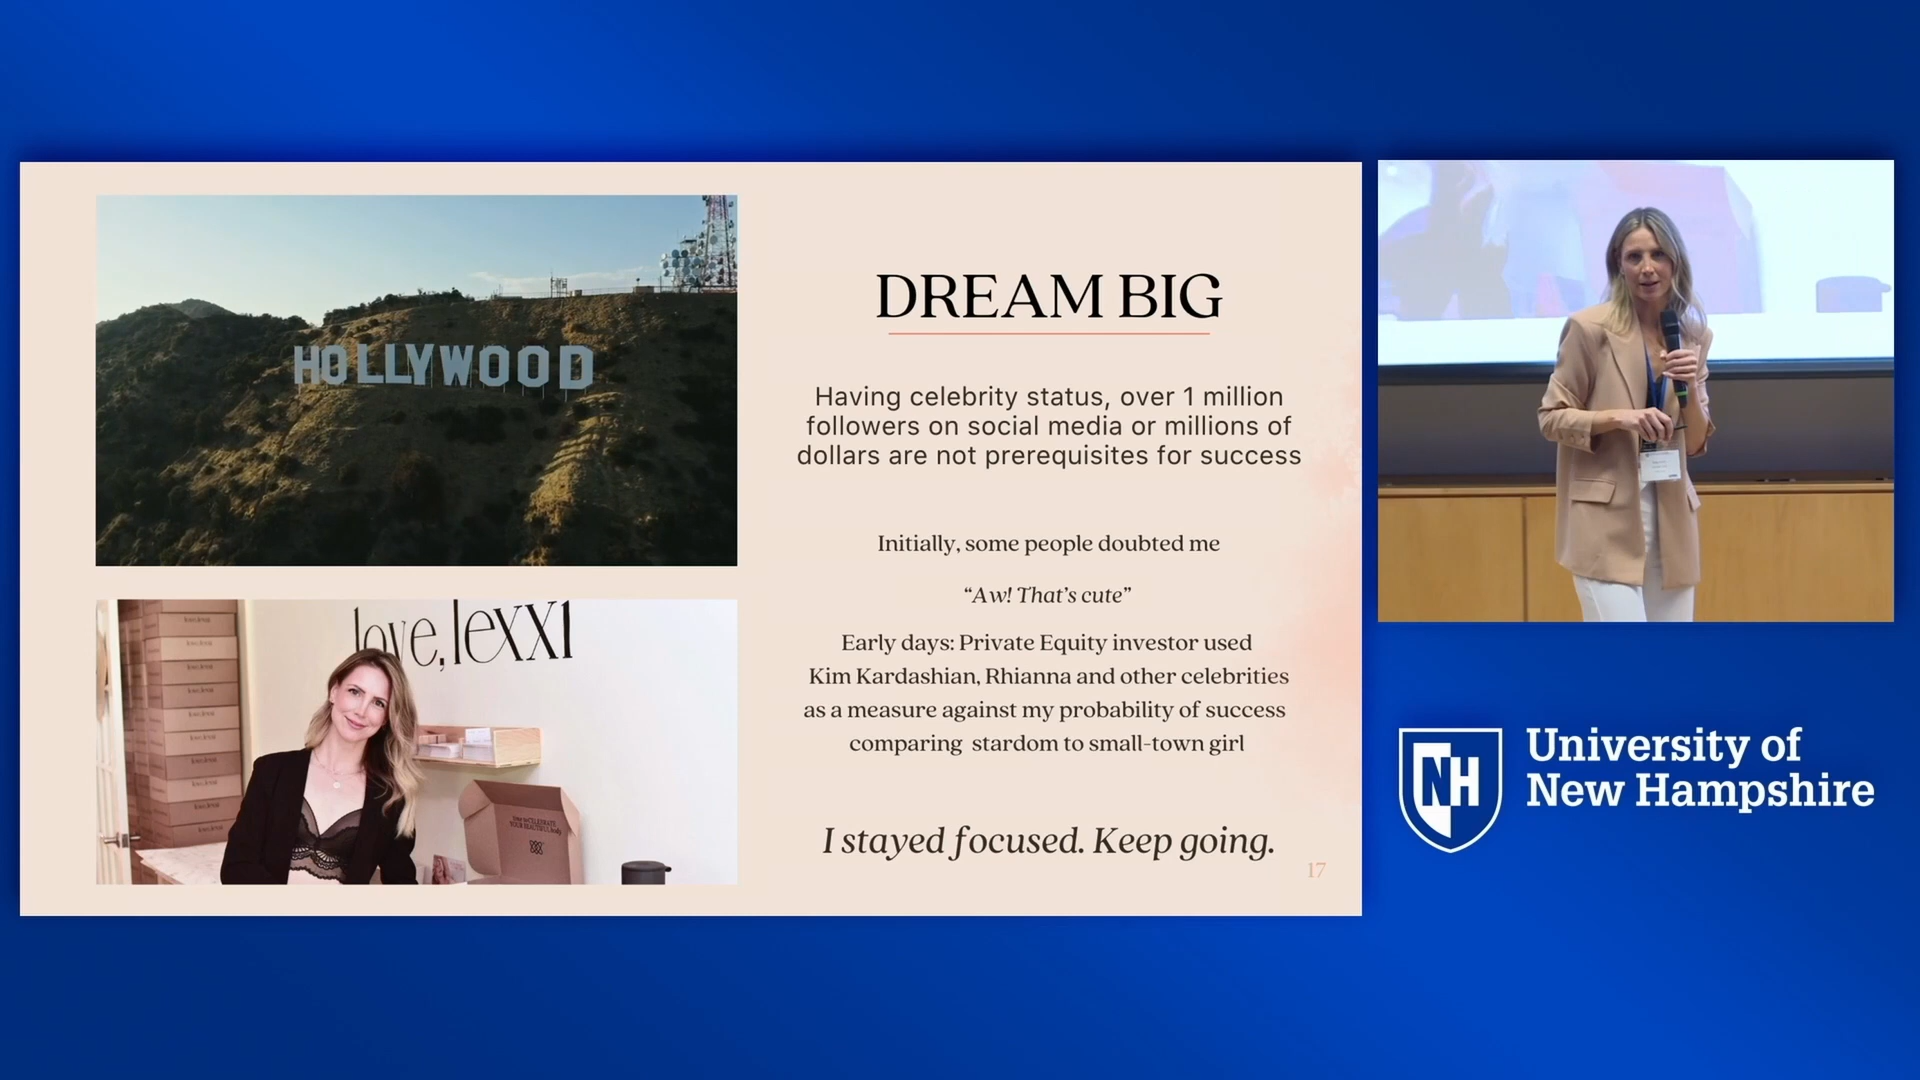 HOLLYWOOD
love, lexxi
DREAM BIG
Having celebrity status, over 1 million
followers on social media or millions of
dollars are not prerequisites for success
Initially, some people doubted me
“Aw! That’s cute”
Early days: Private Equity investor used
Kim Kardashian, Rhianna and other celebrities
as a measure against my probability of success
comparing stardom to small-town girl
I stayed focused. Keep going.
17
NH
University of
New Hampshire